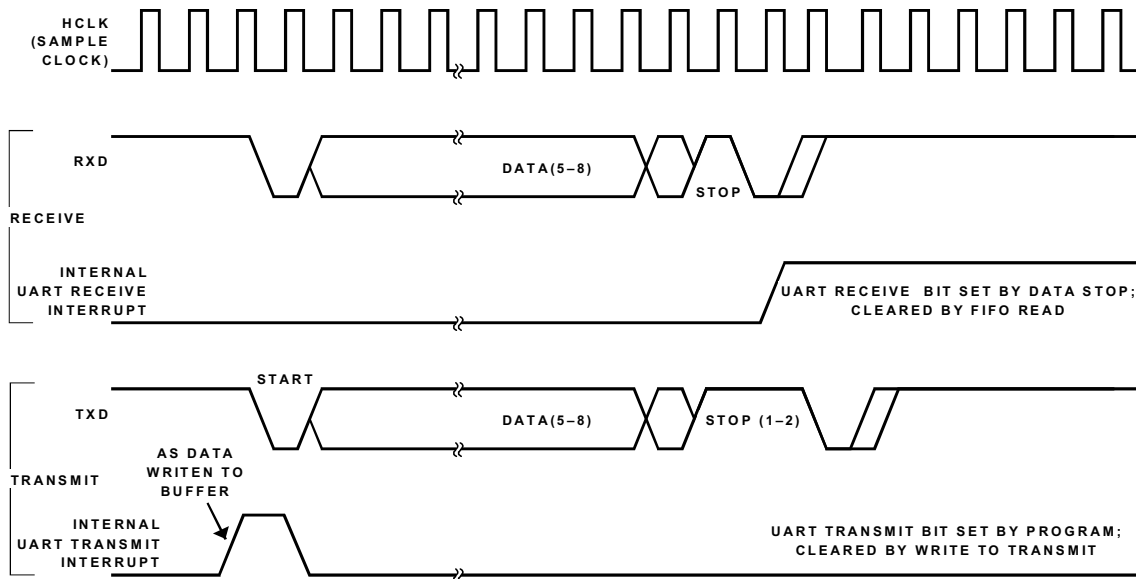 HCLK
(SAMPLE
CLOCK)
RXD
DATA(5–8)
STOP
RECEIVE
INTERNAL
UART RECEIVE
INTERRUPT
UART RECEIVE BIT SET BY DATA STOP;
CLEARED BY FIFO READ
START
TXD
DATA(5–8)
STOP (1–2)
AS DATA
WRITEN TO
BUFFER
TRANSMIT
INTERNAL
UART TRANSMIT
INTERRUPT
UART TRANSMIT BIT SET BY PROGRAM;
CLEARED BY WRITE TO TRANSMIT